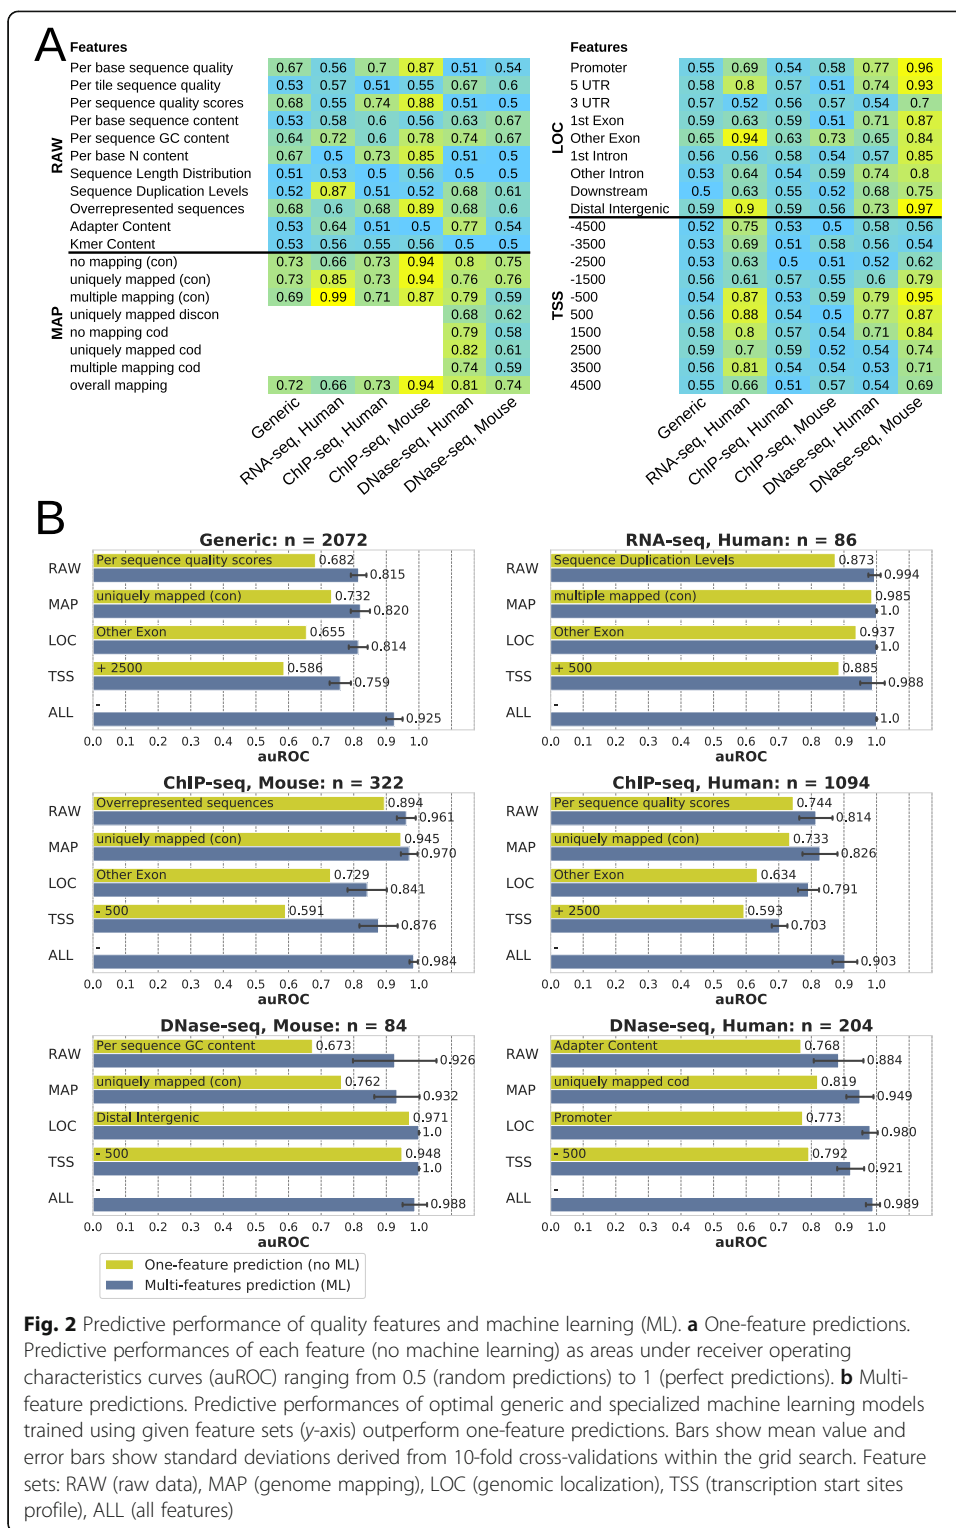 A
Features
RAW
Per base sequence quality 0.67 0.56 0.7 0.87 0.51 0.54
Per tile sequence quality 0.53 0.57 0.51 0.55 0.67 0.6
Per sequence quality scores 0.68 0.55 0.74 0.88 0.51 0.5
Per base sequence content 0.53 0.58 0.6 0.56 0.63 0.67
Per sequence GC content 0.64 0.72 0.6 0.78 0.74 0.67
Per base N content 0.67 0.5 0.73 0.85 0.51 0.5
Sequence Length Distribution 0.51 0.53 0.5 0.56 0.5 0.5
Sequence Duplication Levels 0.52 0.87 0.51 0.52 0.68 0.61
Overrepresented sequences 0.68 0.6 0.68 0.89 0.68 0.6
Adapter Content 0.53 0.64 0.51 0.5 0.77 0.54
Kmer Content 0.53 0.56 0.55 0.56 0.5 0.5
MAP
no mapping (con) 0.73 0.66 0.73 0.94 0.8 0.75
uniquely mapped (con) 0.73 0.85 0.73 0.94 0.76 0.76
multiple mapping (con) 0.69 0.99 0.71 0.87 0.79 0.59
uniquely mapped discon 0.68 0.62
no mapping cod 0.79 0.58
uniquely mapped cod 0.82 0.61
multiple mapping cod 0.74 0.59
overall mapping 0.72 0.66 0.73 0.94 0.81 0.74
Generic
RNA-seq, Human
ChIP-seq, Human
ChIP-seq, Mouse
DNase-seq, Human
DNase-seq, Mouse
Features
LOC
Promoter 0.55 0.69 0.54 0.58 0.77 0.96
5 UTR 0.58 0.8 0.57 0.51 0.74 0.93
3 UTR 0.57 0.52 0.56 0.57 0.54 0.7
1st Exon 0.59 0.63 0.59 0.51 0.71 0.87
Other Exon 0.65 0.94 0.63 0.73 0.65 0.84
1st Intron 0.56 0.56 0.58 0.54 0.57 0.85
Other Intron 0.53 0.64 0.54 0.59 0.74 0.8
Downstream 0.5 0.63 0.55 0.52 0.68 0.75
Distal Intergenic 0.59 0.9 0.59 0.56 0.73 0.97
TSS
-4500 0.52 0.75 0.53 0.5 0.58 0.56
-3500 0.53 0.69 0.51 0.58 0.56 0.54
-2500 0.53 0.63 0.5 0.51 0.52 0.62
-1500 0.56 0.61 0.57 0.55 0.6 0.79
-500 0.54 0.87 0.53 0.59 0.79 0.95
500 0.56 0.88 0.54 0.5 0.77 0.87
1500 0.58 0.8 0.57 0.54 0.71 0.84
2500 0.59 0.7 0.59 0.52 0.54 0.74
3500 0.56 0.81 0.54 0.54 0.53 0.71
4500 0.55 0.66 0.51 0.57 0.54 0.69
Generic
RNA-seq, Human
ChIP-seq, Human
ChIP-seq, Mouse
DNase-seq, Human
DNase-seq, Mouse
B
Generic: n = 2072
RAW Per sequence quality scores 0.682
0.815
MAP uniquely mapped (con) 0.732
0.820
LOC Other Exon 0.655
0.814
TSS + 2500 0.586
0.759
ALL -
0.925
0.0 0.1 0.2 0.3 0.4 0.5 0.6 0.7 0.8 0.9 1.0
auROC
RNA-seq, Human: n = 86
RAW Sequence Duplication Levels 0.873
0.994
MAP multiple mapped (con) 0.985
1.0
LOC Other Exon 0.937
1.0
TSS + 500 0.885
0.988
ALL -
1.0
0.0 0.1 0.2 0.3 0.4 0.5 0.6 0.7 0.8 0.9 1.0
auROC
ChIP-seq, Mouse: n = 322
RAW Overrepresented sequences 0.894
0.961
MAP uniquely mapped (con) 0.945
0.970
LOC Other Exon 0.729
0.841
TSS - 500 0.591
0.876
ALL -
0.984
0.0 0.1 0.2 0.3 0.4 0.5 0.6 0.7 0.8 0.9 1.0
auROC
ChIP-seq, Human: n = 1094
RAW Per sequence quality scores 0.744
0.814
MAP uniquely mapped (con) 0.733
0.826
LOC Other Exon 0.634
0.791
TSS + 2500 0.593
0.703
ALL -
0.903
0.0 0.1 0.2 0.3 0.4 0.5 0.6 0.7 0.8 0.9 1.0
auROC
DNase-seq, Mouse: n = 84
RAW Per sequence GC content 0.673
0.926
MAP uniquely mapped (con) 0.762
0.932
LOC Distal Intergenic 0.971
1.0
TSS - 500 0.948
1.0
ALL -
0.988
0.0 0.1 0.2 0.3 0.4 0.5 0.6 0.7 0.8 0.9 1.0
auROC
DNase-seq, Human: n = 204
RAW Adapter Content 0.768
0.884
MAP uniquely mapped cod 0.819
0.949
LOC Promoter 0.773
0.980
TSS - 500 0.792
0.921
ALL -
0.989
0.0 0.1 0.2 0.3 0.4 0.5 0.6 0.7 0.8 0.9 1.0
auROC
One-feature prediction (no ML)
Multi-features prediction (ML)
Fig. 2 Predictive performance of quality features and machine learning (ML). a One-feature predictions.
Predictive performances of each feature (no machine learning) as areas under receiver operating
characteristics curves (auROC) ranging from 0.5 (random predictions) to 1 (perfect predictions). b Multi-
feature predictions. Predictive performances of optimal generic and specialized machine learning models
trained using given feature sets (y-axis) outperform one-feature predictions. Bars show mean value and
error bars show standard deviations derived from 10-fold cross-validations within the grid search. Feature
sets: RAW (raw data), MAP (genome mapping), LOC (genomic localization), TSS (transcription start sites
profile), ALL (all features)